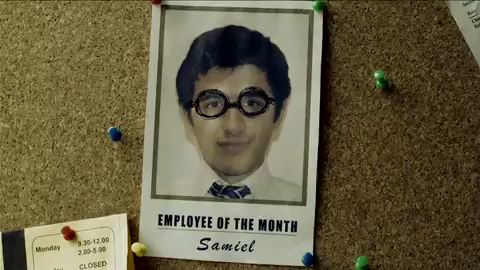 EMPLOYEE OF THE MONTH
Samiel
Monday
9.30-12.00
2.00-5.00
CLOSED